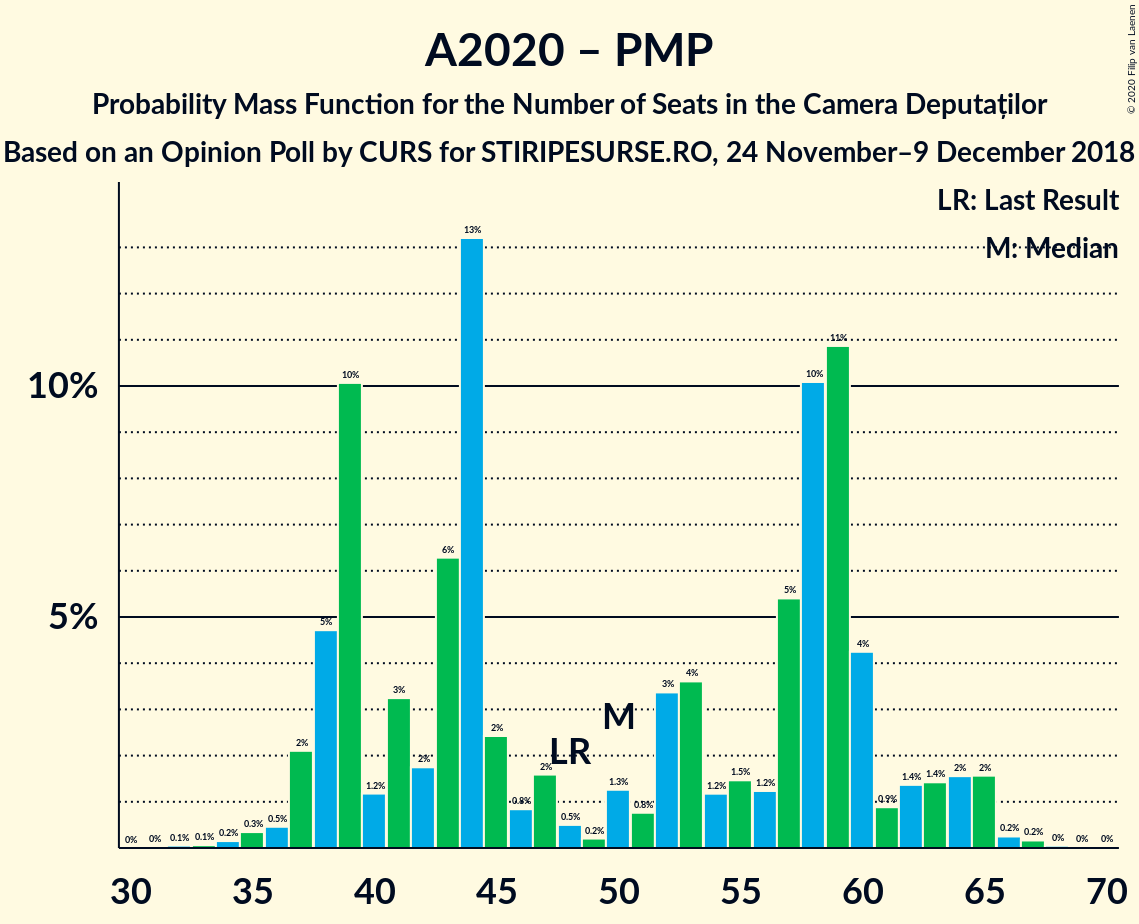 © 2020 Filip van Laenen
A2020 – PMP
Probability Mass Function for the Number of Seats in the Camera Deputaților
Based on an Opinion Poll by CURS for STIRIPESURSE.RO, 24 November–9 December 2018
LR: Last Result
M: Median
10%
5%
0% 0% 0.1% 0.1% 0.2% 0.3% 0.5% 2% 5% 10% 1.2% 3% 2% 6% 13% 2% 0.8% 2% 0.5% 0.2% 1.3% 0.8% 3% 4% 1.2% 1.5% 1.2% 5% 10% 11% 4% 0.9% 1.4% 1.4% 2% 2% 0.2% 0.2% 0% 0% 0%
M
LR
30 35 40 45 50 55 60 65 70